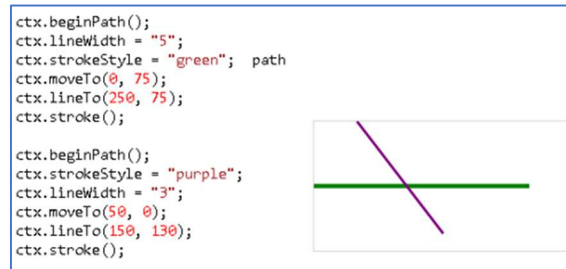 ctx.beginPath();
ctx.lineWidth = "5";
ctx.strokeStyle = "green";  path
ctx.moveTo(0, 75);
ctx.lineTo(250, 75);
ctx.stroke();

ctx.beginPath();
ctx.strokeStyle = "purple";
ctx.lineWidth = "3";
ctx.moveTo(50, 0);
ctx.lineTo(150, 130);
ctx.stroke();